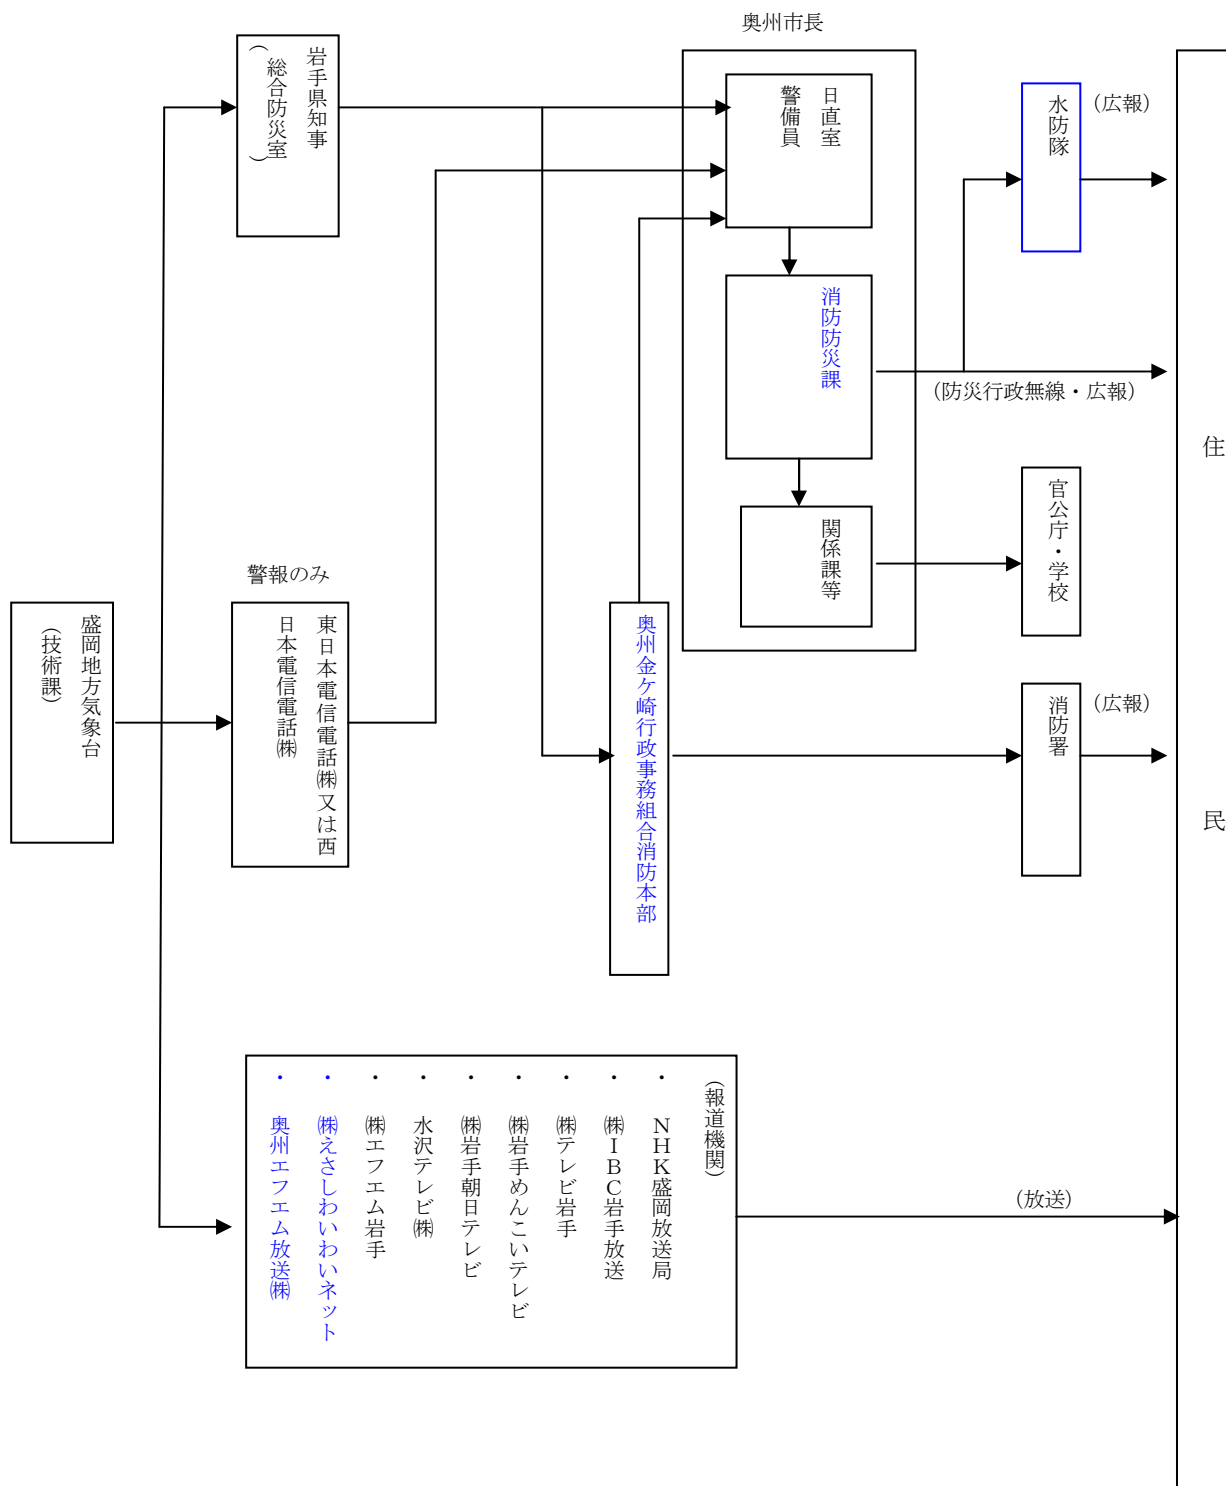 奥州市長
岩手県知事
（総合防災室）
日直室
警備員
水防隊
（広報）
消防防災課
（防災行政無線・広報）
住民
関係課等
官公庁・学校
警報のみ
盛岡地方気象台
（技術課）
東日本電信電話㈱又は西
日本電信電話㈱
奥州金ケ崎行政事務組合消防本部
消防署
（広報）
（報道機関）
・　ＮＨＫ盛岡放送局
・　㈱ＩＢＣ岩手放送
・　㈱テレビ岩手
・　㈱岩手めんこいテレビ
・　㈱岩手朝日テレビ
・　水沢テレビ㈱
・　㈱エフエム岩手
・　㈱えさしわいわいネット
・　奥州エフエム放送㈱
（放送）